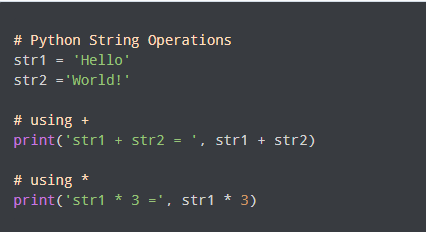 # Python String Operations
str1 = 'Hello'
str2 ='World!'
# using +
print('str1 + str2 = ', str1 + str2)
# using *
print('str1 * 3 =', str1 * 3)